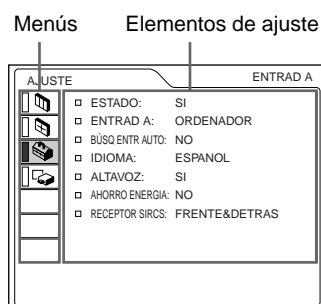 Menús Elementos de ajuste
AJUSTE ENTRAD A
ESTADO: SI
ENTRAD A: ORDENADOR
BÚSQ ENTR AUTO: NO
IDIOMA: ESPANOL
ALTAVOZ: SI
AHORRO ENERGIA: NO
RECEPTOR SIRCS: FRENTE&DETRAS